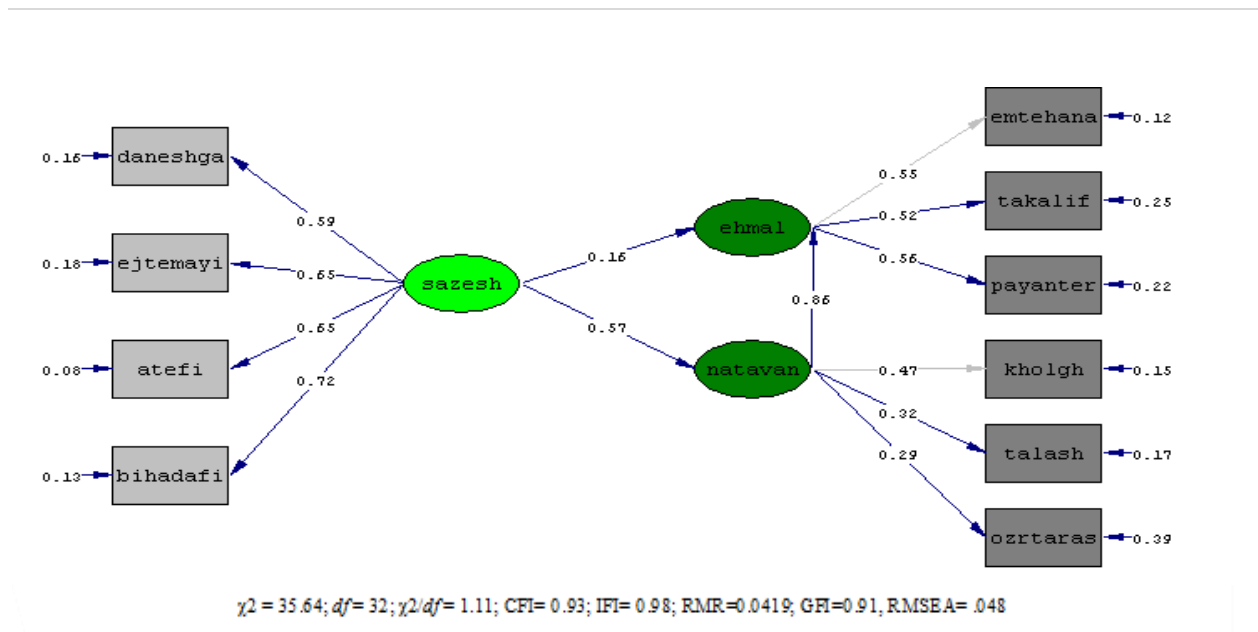 0.16 daneshga
0.18 ejtemayi
0.08 atefi
0.13 bihadafi
0.59
0.65
0.65
0.72
sazesh
0.16
0.57
ehmal
0.86
natavan
0.55
0.52
0.56
0.47
0.32
0.29
emtehana 0.12
takalif 0.25
payanter 0.22
kholgh 0.15
talash 0.17
ozrtaras 0.39
χ2 = 35.64; df = 32; χ2/df = 1.11; CFI= 0.93; IFI= 0.98; RMR=0.0419; GFI=0.91, RMSEA= .048